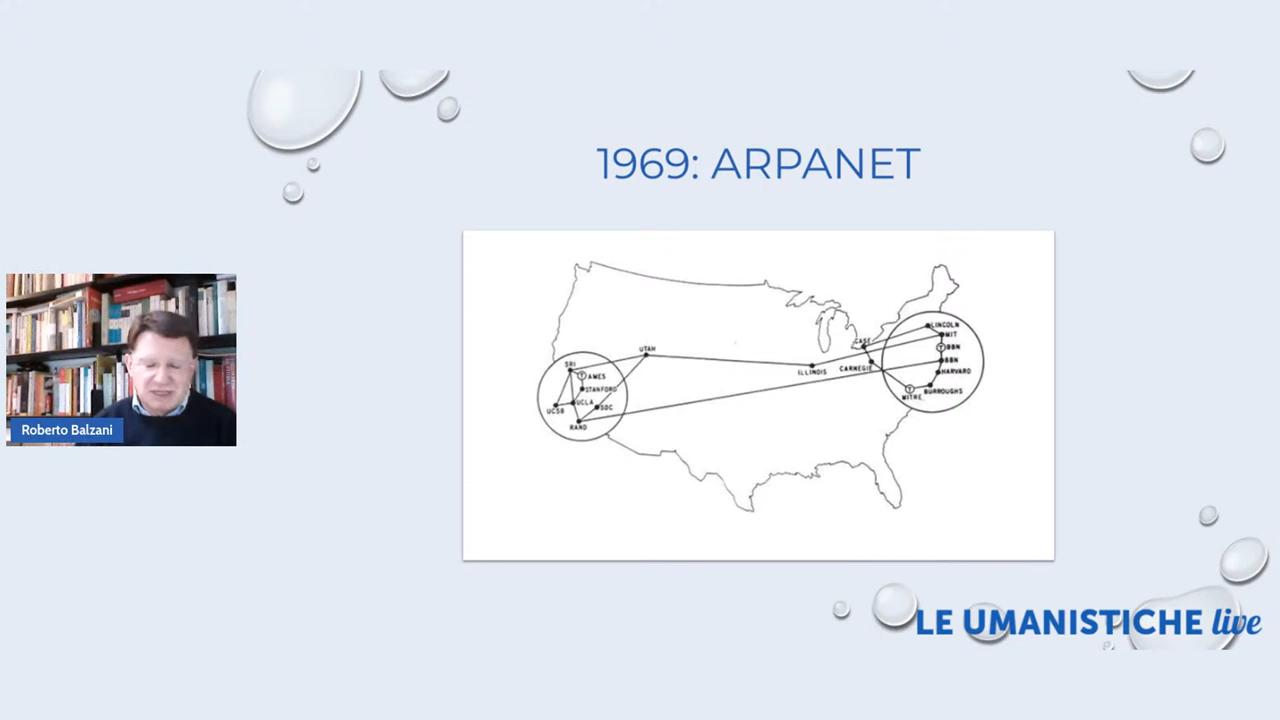 1969: ARPANET
LINCOLN
MIT
BBN
BBN
HARVARD
BURROUGHS
MITRE
CASE
CARNEGIE
ILLINOIS
UTAH
SRI
AMES
STANFORD
UCLA
UCSB
SDC
RAND
Roberto Balzani
LE UMANISTICHE live